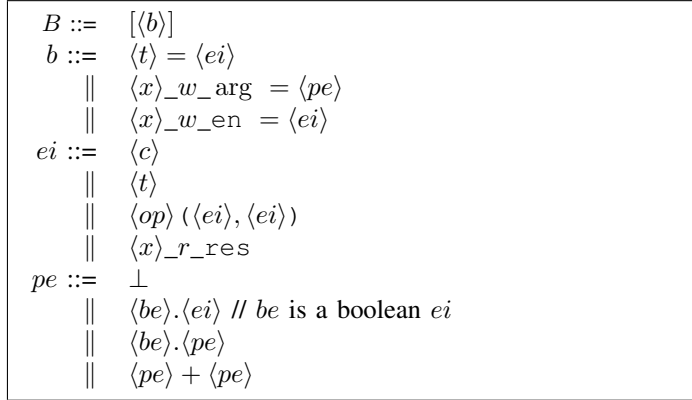 B ::= [⟨b⟩]
b ::= ⟨t⟩ = ⟨ei⟩
‖ ⟨x⟩_w_arg = ⟨pe⟩
‖ ⟨x⟩_w_en = ⟨ei⟩
ei ::= ⟨c⟩
‖ ⟨t⟩
‖ ⟨op⟩(⟨ei⟩,⟨ei⟩)
‖ ⟨x⟩_r_res
pe ::= ⊥
‖ ⟨be⟩.⟨ei⟩ // be is a boolean ei
‖ ⟨be⟩.⟨pe⟩
‖ ⟨pe⟩ + ⟨pe⟩